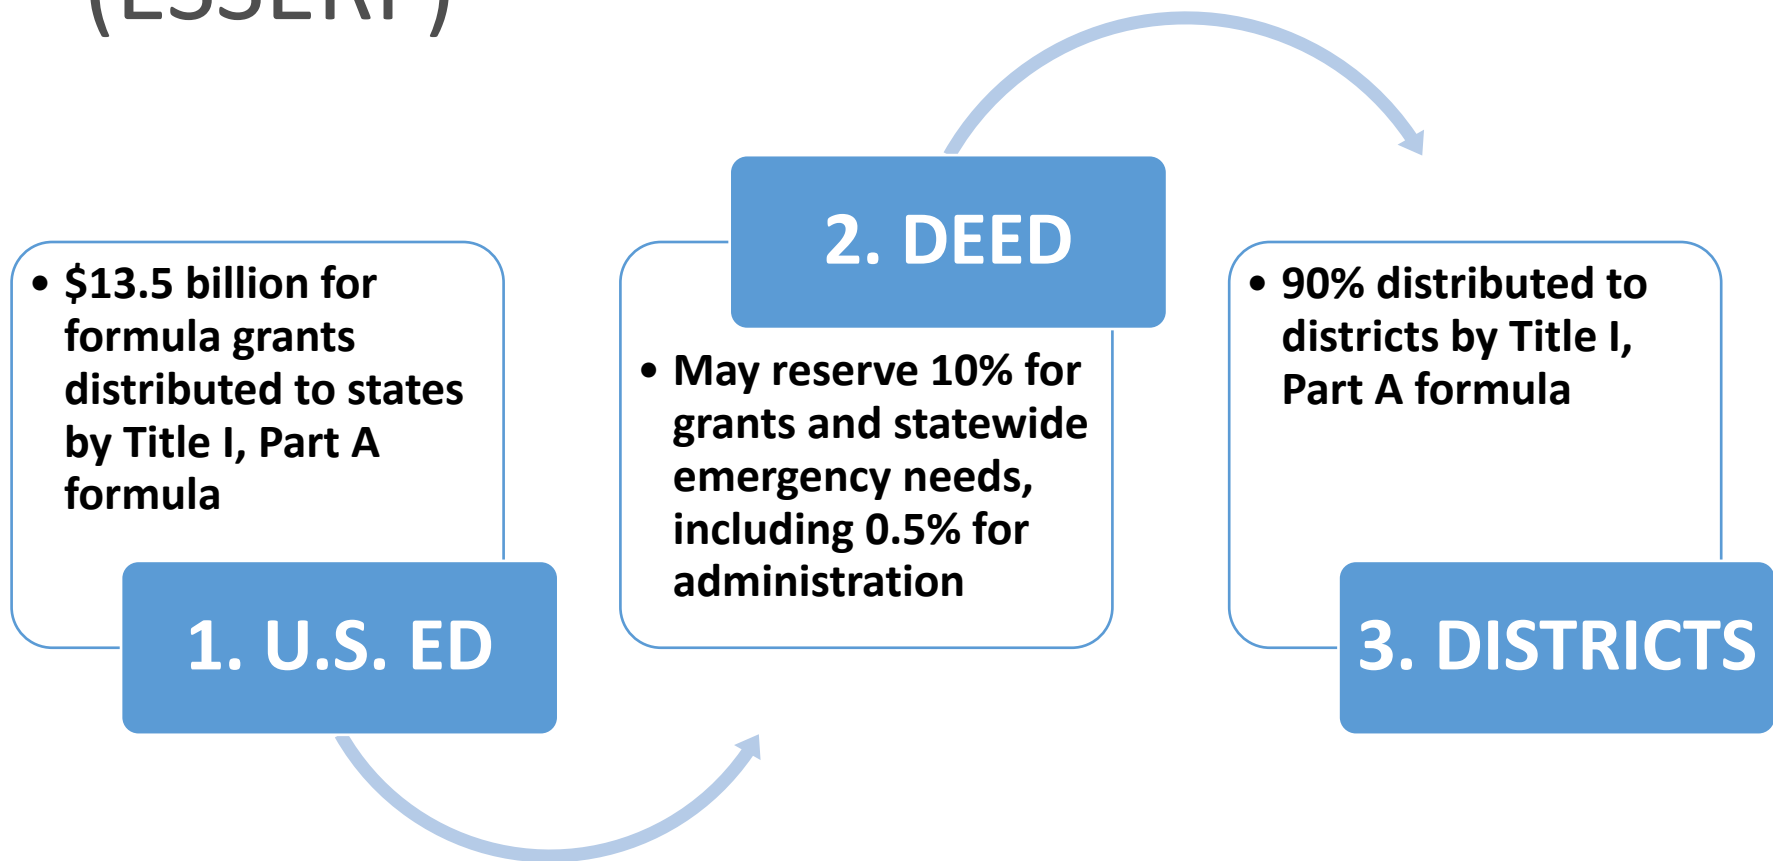 (ESSERF)
• $13.5 billion for
formula grants
distributed to states
by Title I, Part A
formula
1. U.S. ED
2. DEED
• May reserve 10% for
grants and statewide
emergency needs,
including 0.5% for
administration
• 90% distributed to
districts by Title I,
Part A formula
3. DISTRICTS